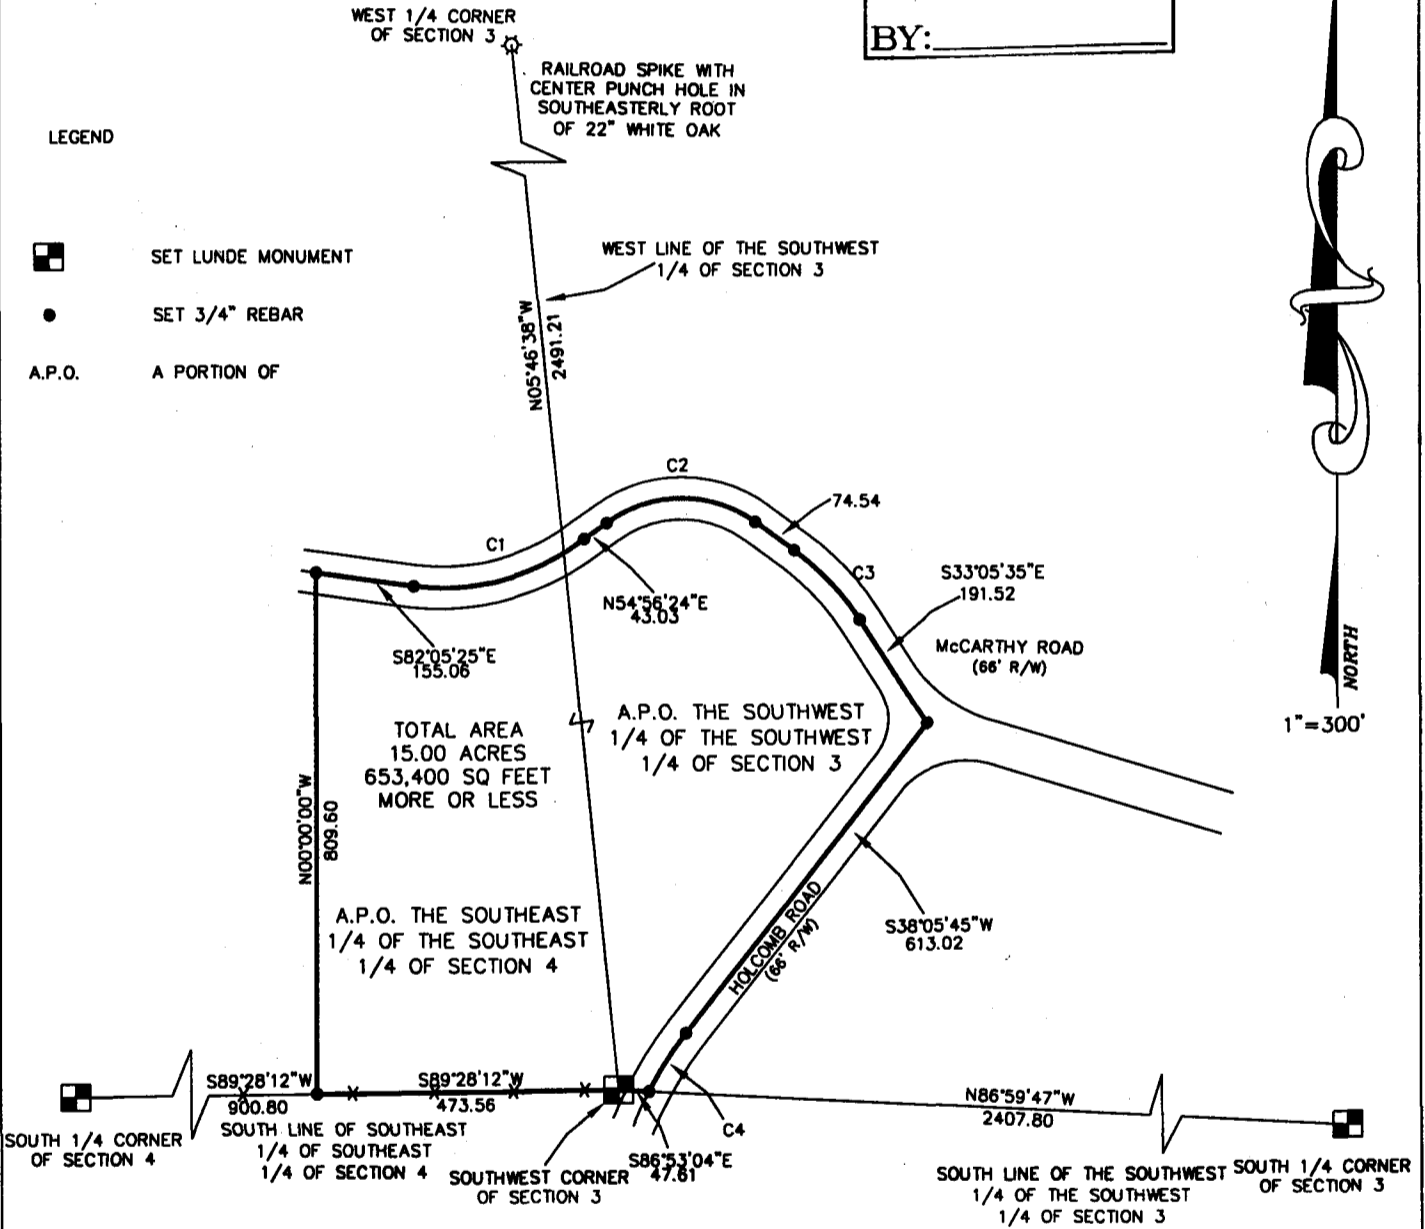 WEST 1/4 CORNER
OF SECTION 3
BY:
RAILROAD SPIKE WITH
CENTER PUNCH HOLE IN
SOUTHEASTERLY ROOT
OF 22" WHITE OAK
LEGEND
SET LUNDE MONUMENT
SET 3/4" REBAR
A.P.O. A PORTION OF
WEST LINE OF THE SOUTHWEST
1/4 OF SECTION 3
N05°46'38"W
2491.21
C2
C1
74.54
C3
S33°05'35"E
191.52
N54°56'24"E
43.03
McCARTHY ROAD
(66' R/W)
S82°05'25"E
155.06
NORTH
1"=300'
TOTAL AREA
15.00 ACRES
653,400 SQ FEET
MORE OR LESS
A.P.O. THE SOUTHWEST
1/4 OF THE SOUTHWEST
1/4 OF SECTION 3
N00°00'00"W
809.60
A.P.O. THE SOUTHEAST
1/4 OF THE SOUTHEAST
1/4 OF SECTION 4
HOLCOMB ROAD
(66' R/W)
S38°05'45"W
613.02
S89°28'12"W
900.80
S89°28'12"W
473.56
N86°59'47"W
2407.80
SOUTH 1/4 CORNER
OF SECTION 4
SOUTH LINE OF SOUTHEAST
1/4 OF SOUTHEAST
1/4 OF SECTION 4
SOUTHWEST CORNER
OF SECTION 3
C4
S86°53'04"E
47.61
SOUTH LINE OF THE SOUTHWEST
1/4 OF THE SOUTHWEST
1/4 OF SECTION 3
SOUTH 1/4 CORNER
OF SECTION 3